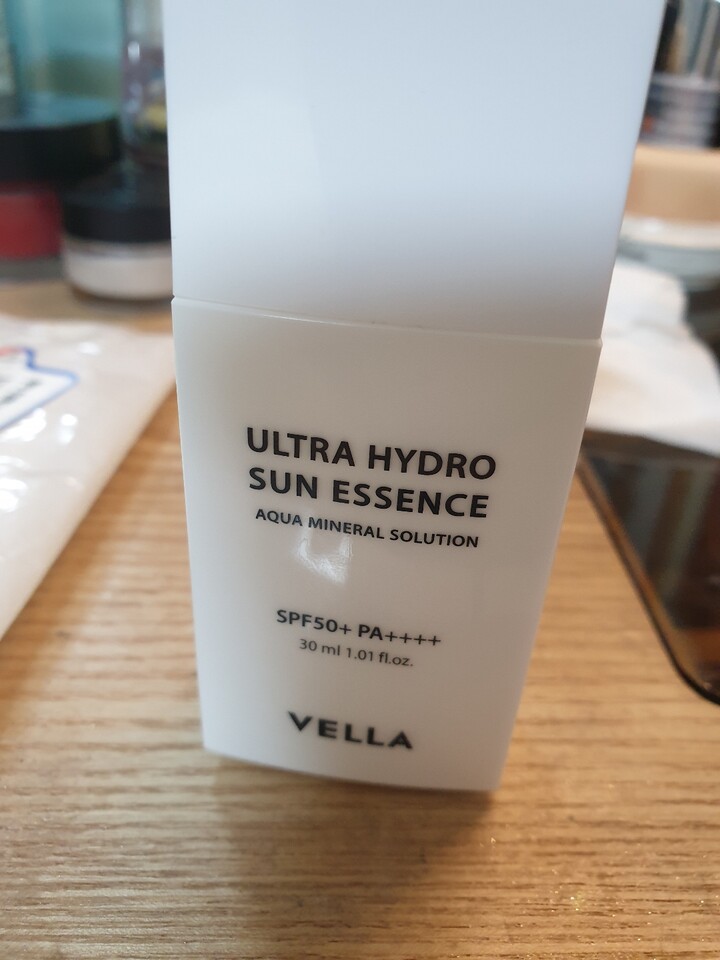 ULTRA HYDRO
SUN ESSENCE
AQUA MINERAL SOLUTION
SPF50+ PA++++
30 ml 1.01 fl.oz.
VELLA